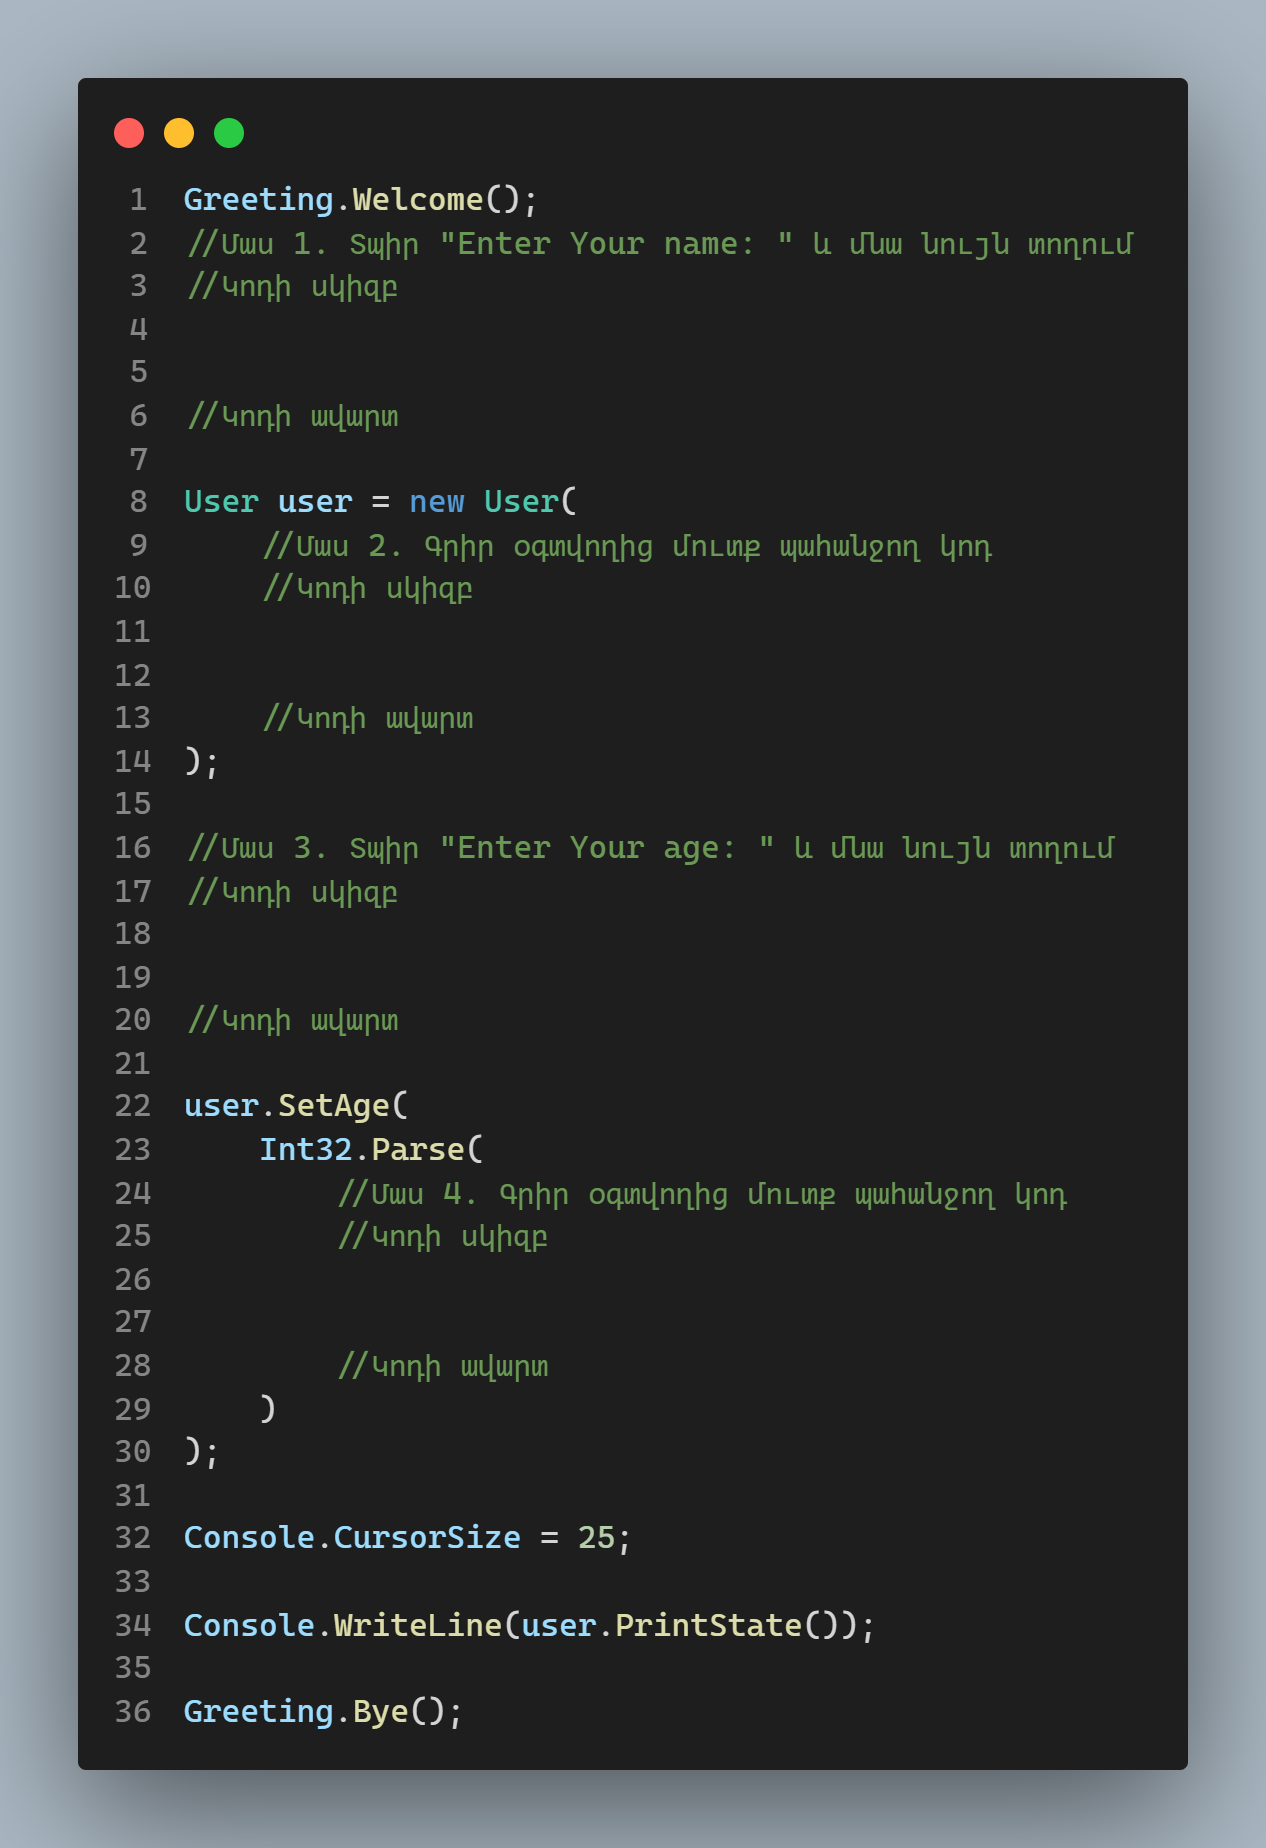 1 Greeting.Welcome();
2 //Մաս 1. Տպիր "Enter Your name: " և մնա նույն տողում
3 //Կոդի սկիզբ
4
5
6 //Կոդի ավարտ
7
8 User user = new User(
9     //Մաս 2. Գրիր օգտվողից մուտք պահանջող կոդ
10     //Կոդի սկիզբ
11
12
13     //Կոդի ավարտ
14 );
15
16 //Մաս 3. Տպիր "Enter Your age: " և մնա նույն տողում
17 //Կոդի սկիզբ
18
19
20 //Կոդի ավարտ
21
22 user.SetAge(
23     Int32.Parse(
24         //Մաս 4. Գրիր օգտվողից մուտք պահանջող կոդ
25         //Կոդի սկիզբ
26
27
28         //Կոդի ավարտ
29     )
30 );
31
32 Console.CursorSize = 25;
33
34 Console.WriteLine(user.PrintState());
35
36 Greeting.Bye();